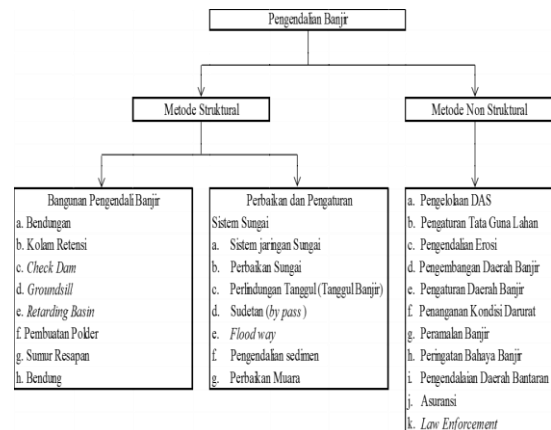 Pengendalian Banjir
Metode Struktural
Metode Non Struktural
Bangunan Pengendali Banjir
a. Bendungan
b. Kolam Retensi
c. Check Dam
d. Groundsill
e. Retarding Basin
f. Pembuatan Polder
g. Sumur Resapan
h. Bendung
Perbaikan dan Pengaturan
Sistem Sungai
a. Sistem jaringan Sungai
b. Perbaikan Sungai
c. Perlindungan Tanggul (Tanggul Banjir)
d. Sudetan (by pass)
e. Flood way
f. Pengendalian sedimen
g. Perbaikan Muara
a. Pengelolaan DAS
b. Pengaturan Tata Guna Lahan
c. Pengendalian Erosi
d. Pengembangan Daerah Banjir
e. Pengaturan Daerah Banjir
f. Penanganan Kondisi Darurat
g. Peramalan Banjir
h. Peringatan Bahaya Banjir
i. Pengendalaian Daerah Bantaran
j. Asuransi
k. Law Enforcement